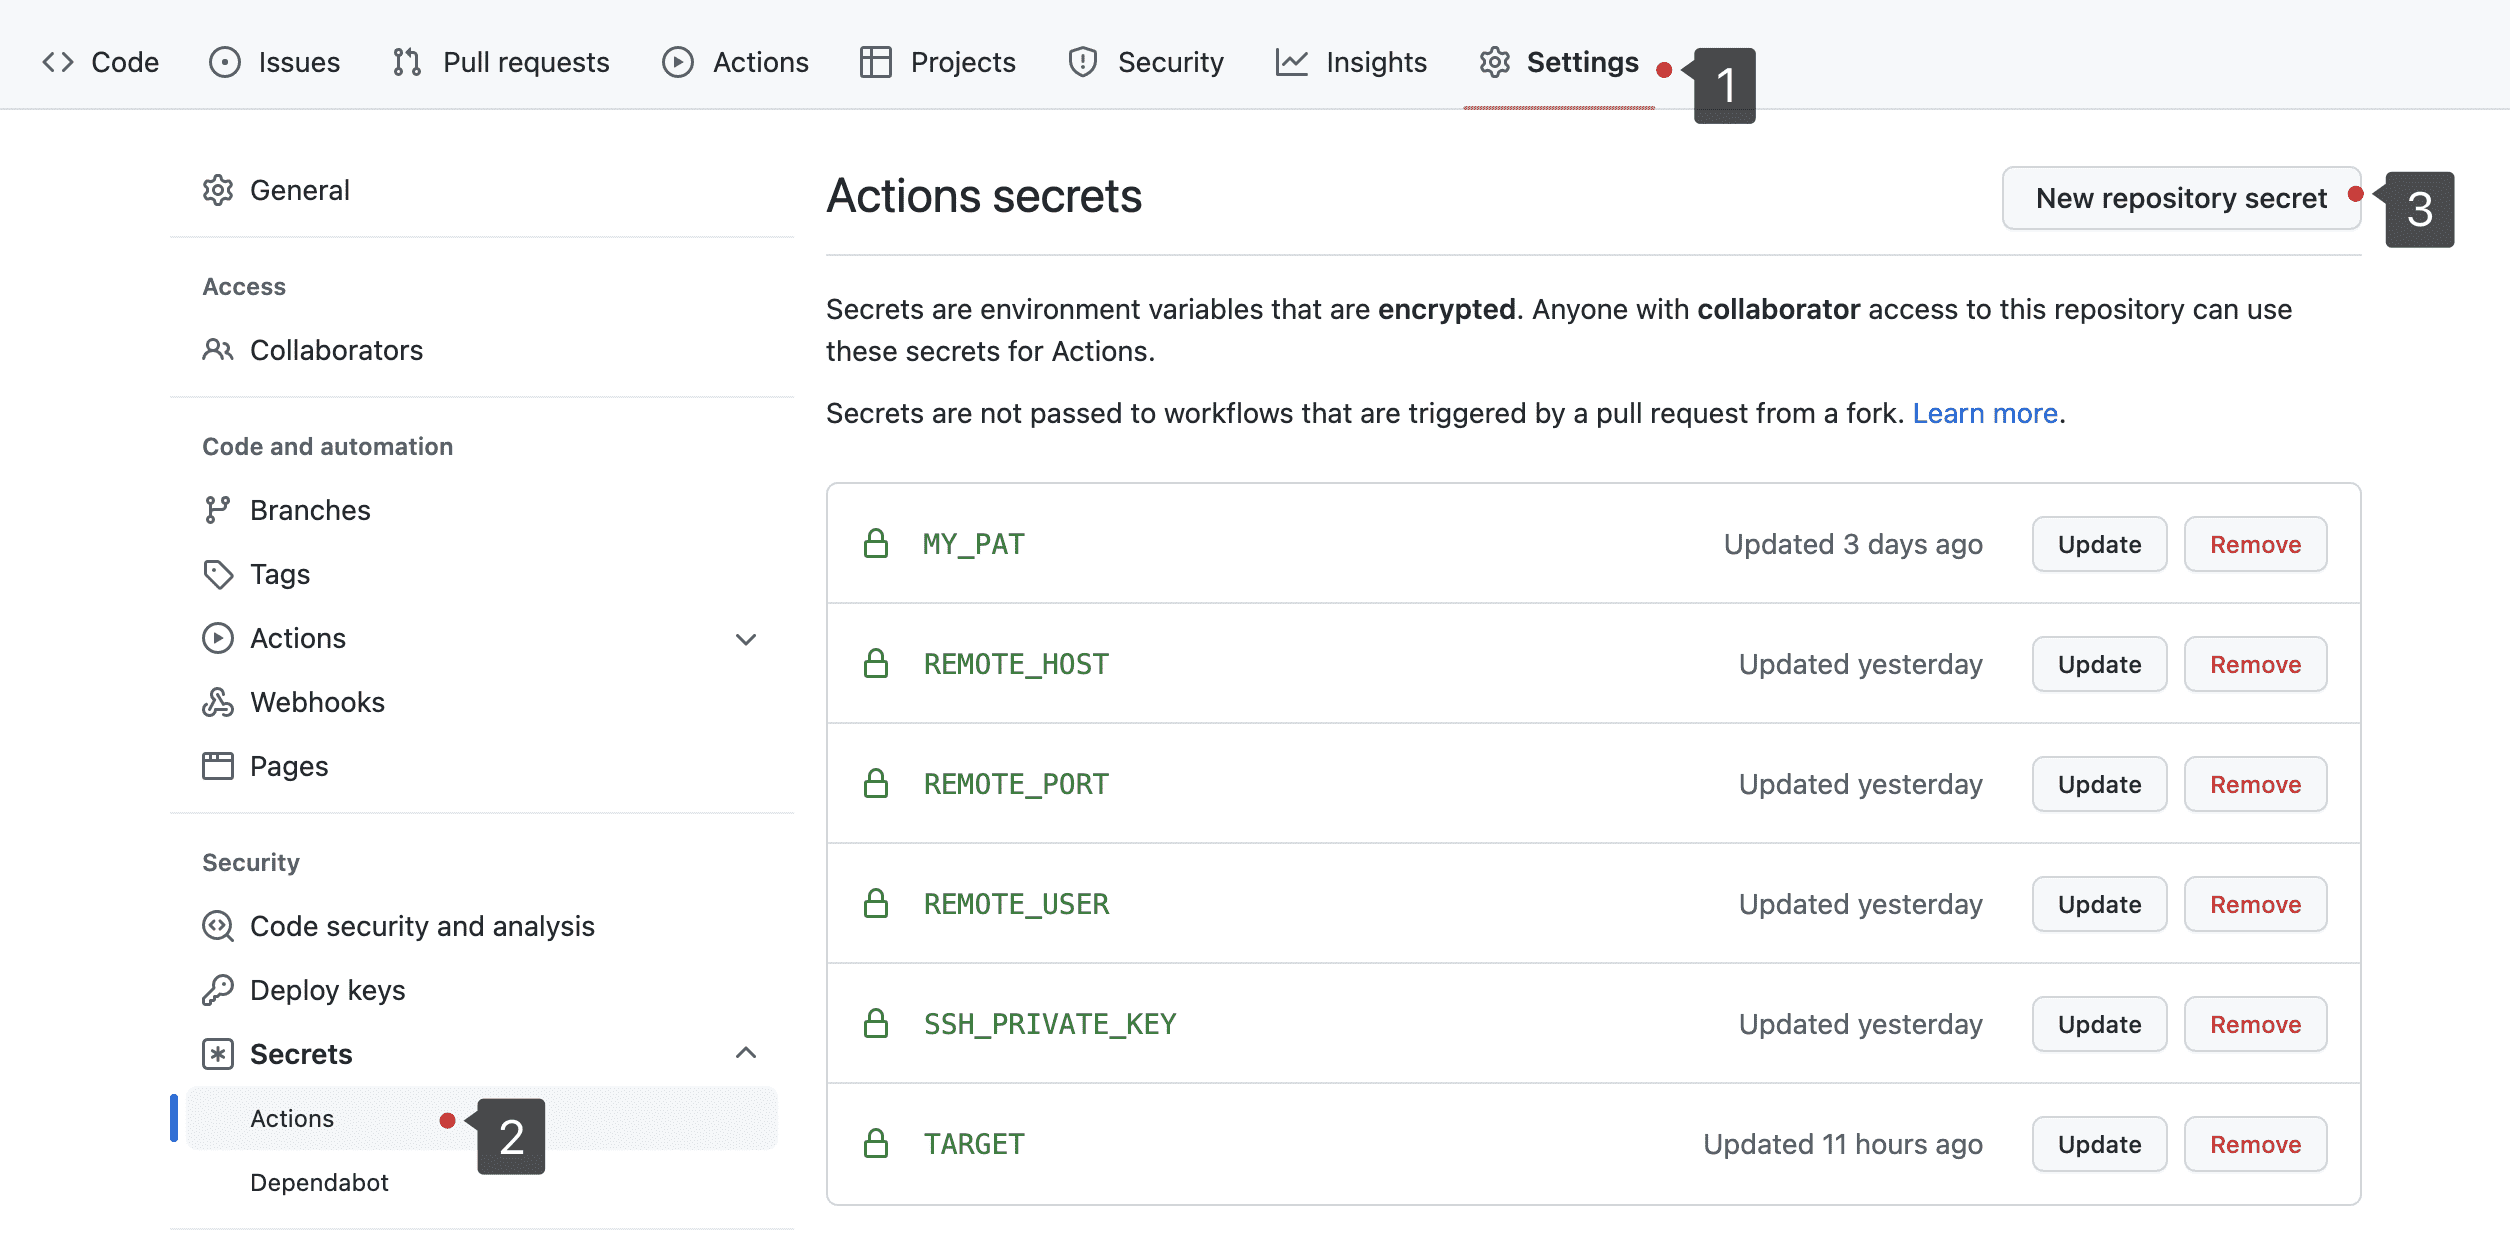 Code Issues Pull requests Actions Projects Security Insights Settings 1
General
Access
Collaborators
Code and automation
Branches
Tags
Actions
Webhooks
Pages
Security
Code security and analysis
Deploy keys
Secrets
Actions 2
Dependabot
Actions secrets
New repository secret 3
Secrets are environment variables that are encrypted. Anyone with collaborator access to this repository can use
these secrets for Actions.
Secrets are not passed to workflows that are triggered by a pull request from a fork. Learn more.
MY_PAT Updated 3 days ago Update Remove
REMOTE_HOST Updated yesterday Update Remove
REMOTE_PORT Updated yesterday Update Remove
REMOTE_USER Updated yesterday Update Remove
SSH_PRIVATE_KEY Updated yesterday Update Remove
TARGET Updated 11 hours ago Update Remove